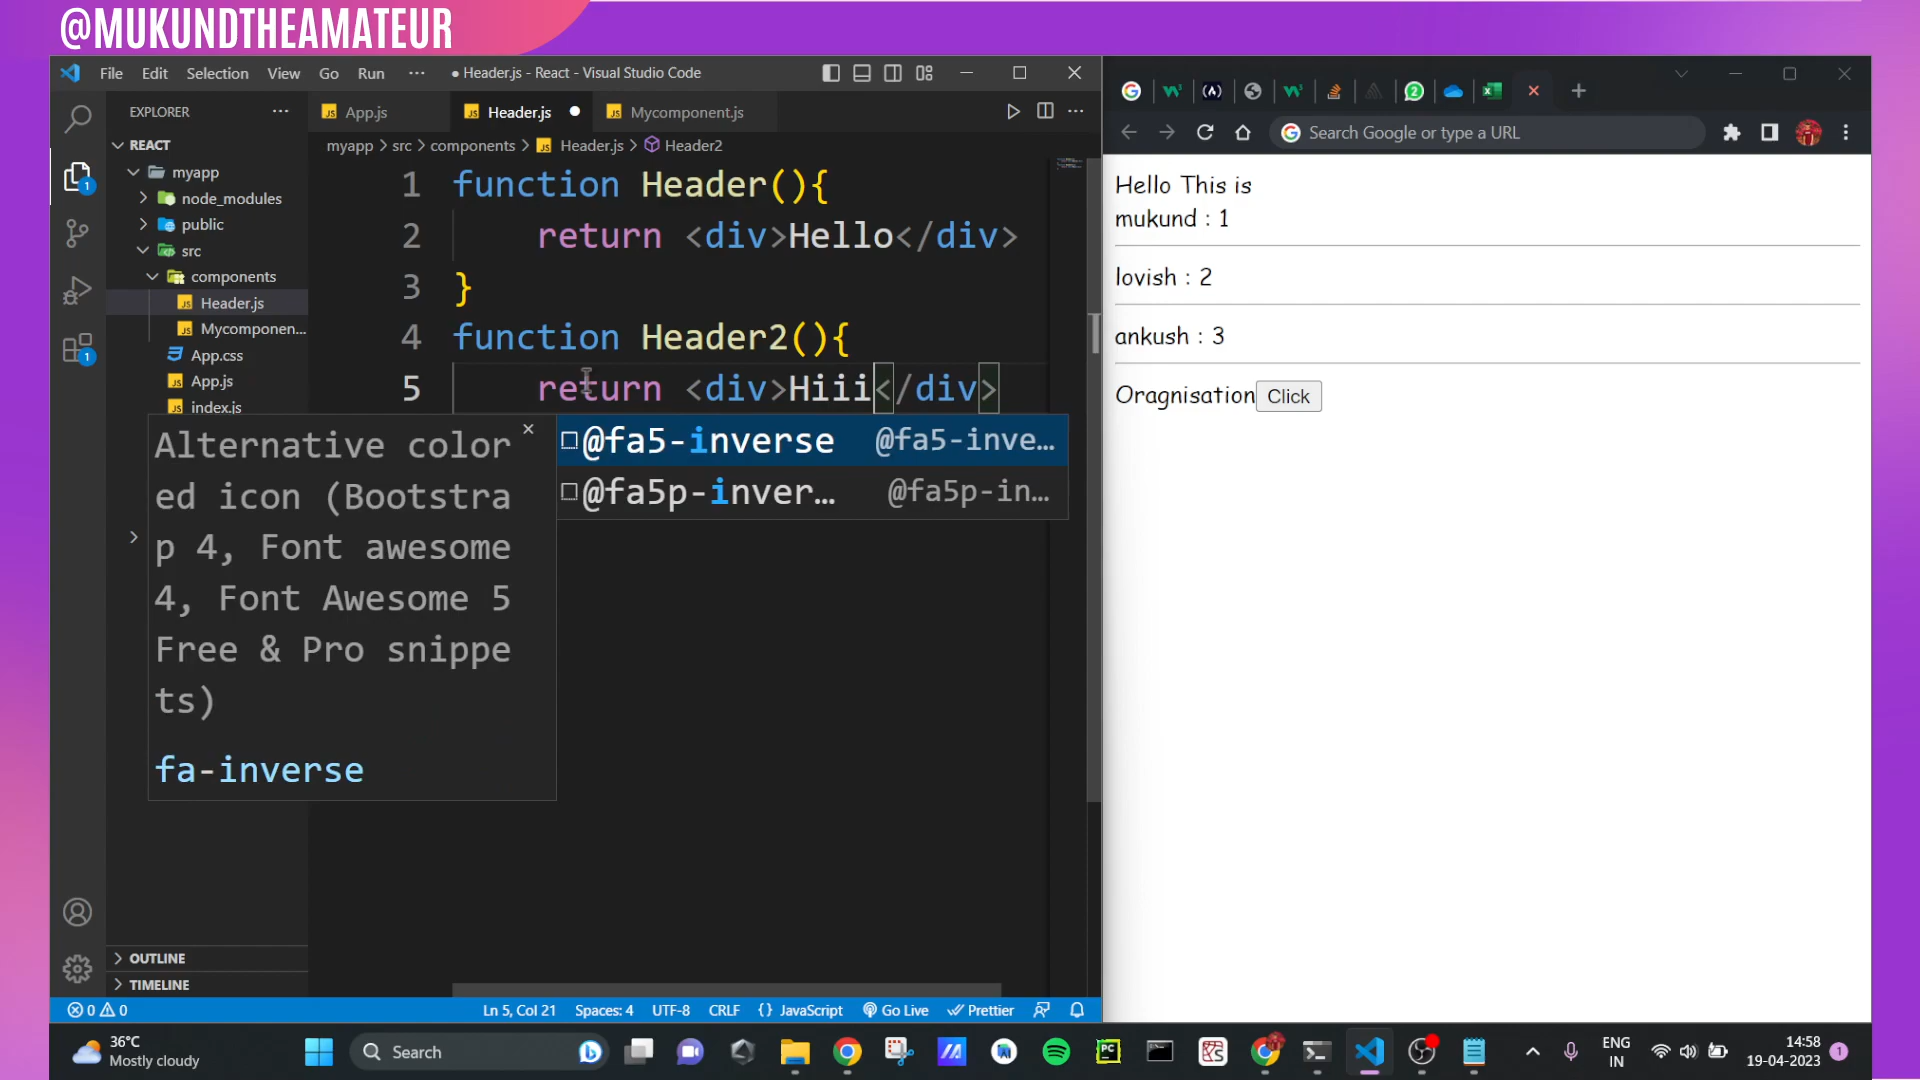 @MUKUNDTHEAMATEUR
File Edit Selection View Go Run ··· ● Header.js - React - Visual Studio Code
EXPLORER ···
App.js
Header.js
Mycomponent.js
Search Google or type a URL
REACT
myapp > src > components > Header.js > Header2
myapp
node_modules
public
src
components
Header.js
Mycomponen...
App.css
App.js
index.js
1 function Header(){
2 return <div>Hello</div>
3 }
4 function Header2(){
5 return <div>Hiii</div>
@fa5-inverse @fa5-inve...
@fa5p-inver... @fa5p-in...
Alternative color
ed icon (Bootstra
p 4, Font awesome
4, Font Awesome 5
Free & Pro snippe
ts)
fa-inverse
OUTLINE
TIMELINE
0 0 Ln 5, Col 21 Spaces: 4 UTF-8 CRLF {} JavaScript Go Live Prettier
Hello This is
mukund : 1
lovish : 2
ankush : 3
Oragnisation Click
36°C
Mostly cloudy
Search
ENG
IN
14:58
19-04-2023
1